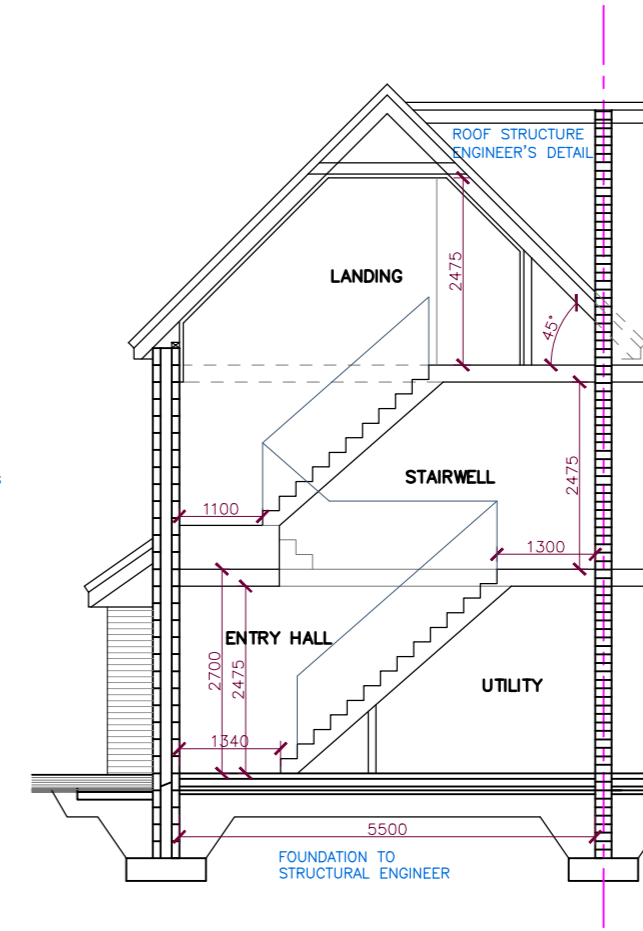 ROOF STRUCTURE
ENGINEER'S DETAIL
LANDING
2475
45°
STAIRWELL
2475
1100
1300
ENTRY HALL
2700
2475
UTILITY
1340
5500
FOUNDATION TO
STRUCTURAL ENGINEER